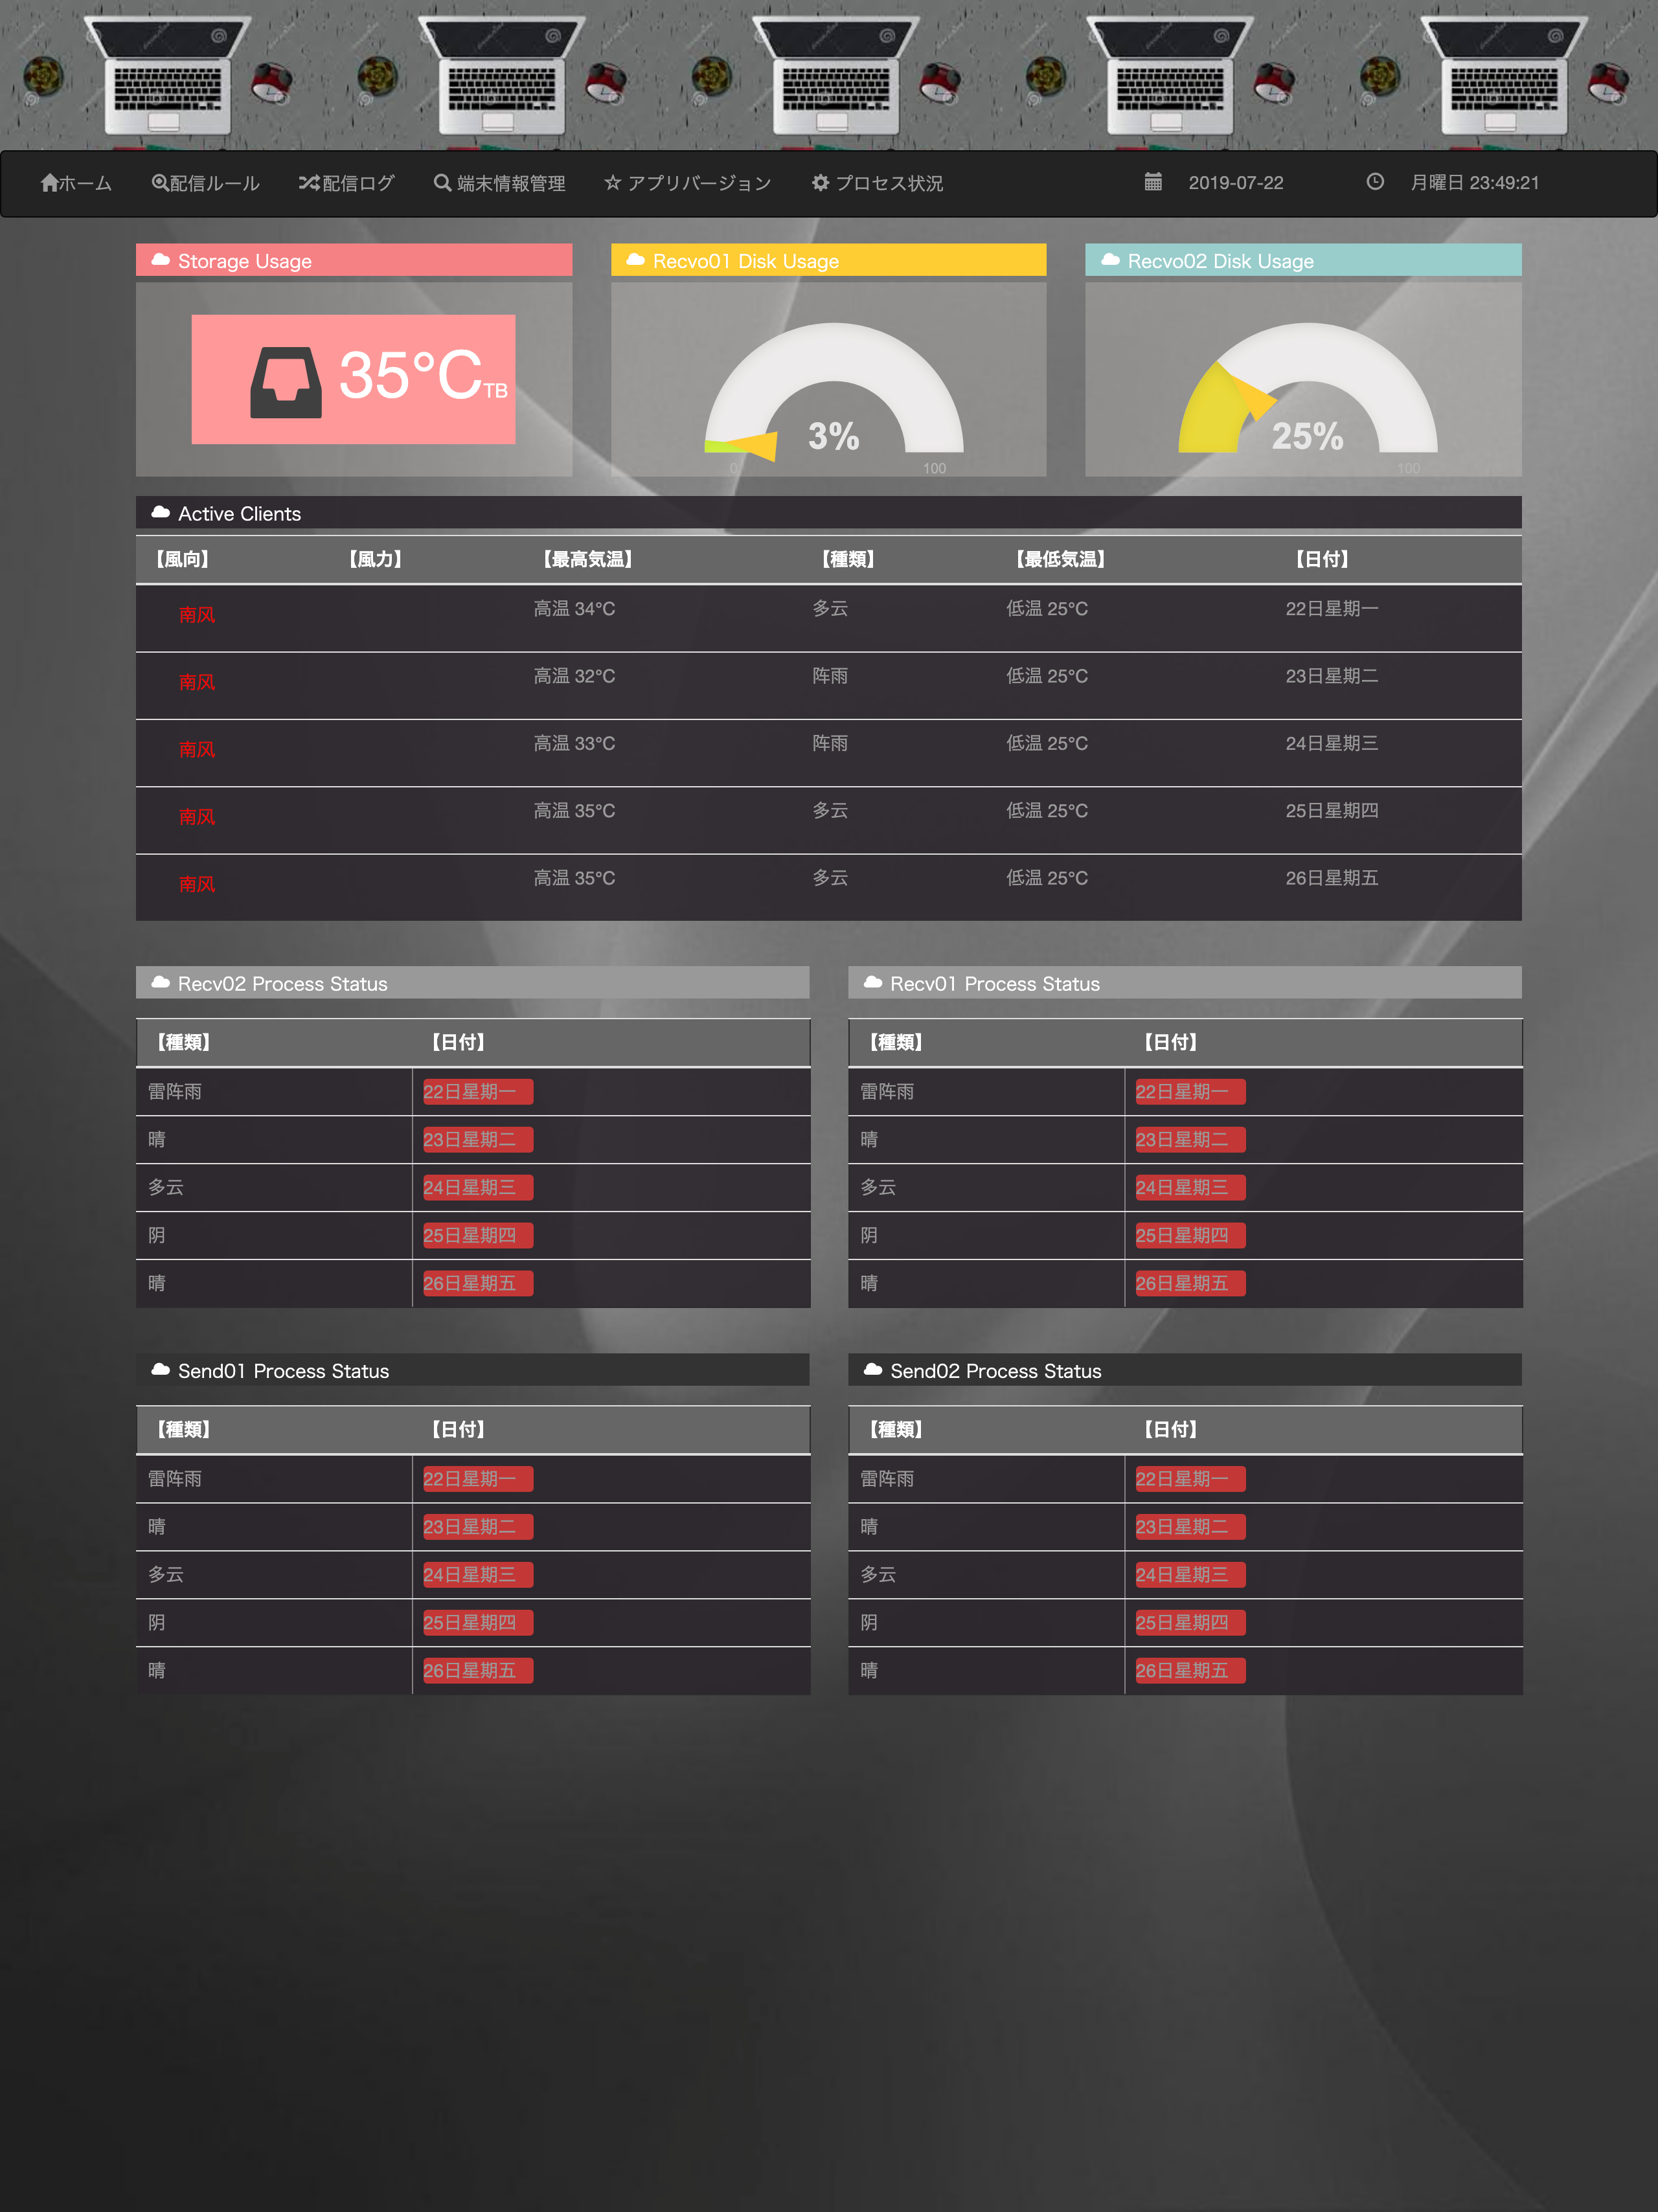 ホーム 配信ルール 配信ログ 端末情報管理 アプリバージョン プロセス状況 2019-07-22 月曜日 23:49:21
Storage Usage Recvo01 Disk Usage Recvo02 Disk Usage
35°CTB
3%
0 100
25%
100
Active Clients
【風向】 【風力】 【最高気温】 【種類】 【最低気温】 【日付】
南风 高温 34°C 多云 低温 25°C 22日星期一
南风 高温 32°C 阵雨 低温 25°C 23日星期二
南风 高温 33°C 阵雨 低温 25°C 24日星期三
南风 高温 35°C 多云 低温 25°C 25日星期四
南风 高温 35°C 多云 低温 25°C 26日星期五
Recv02 Process Status
【種類】 【日付】
雷阵雨 22日星期一
晴 23日星期二
多云 24日星期三
阴 25日星期四
晴 26日星期五
Recv01 Process Status
【種類】 【日付】
雷阵雨 22日星期一
晴 23日星期二
多云 24日星期三
阴 25日星期四
晴 26日星期五
Send01 Process Status
【種類】 【日付】
雷阵雨 22日星期一
晴 23日星期二
多云 24日星期三
阴 25日星期四
晴 26日星期五
Send02 Process Status
【種類】 【日付】
雷阵雨 22日星期一
晴 23日星期二
多云 24日星期三
阴 25日星期四
晴 26日星期五